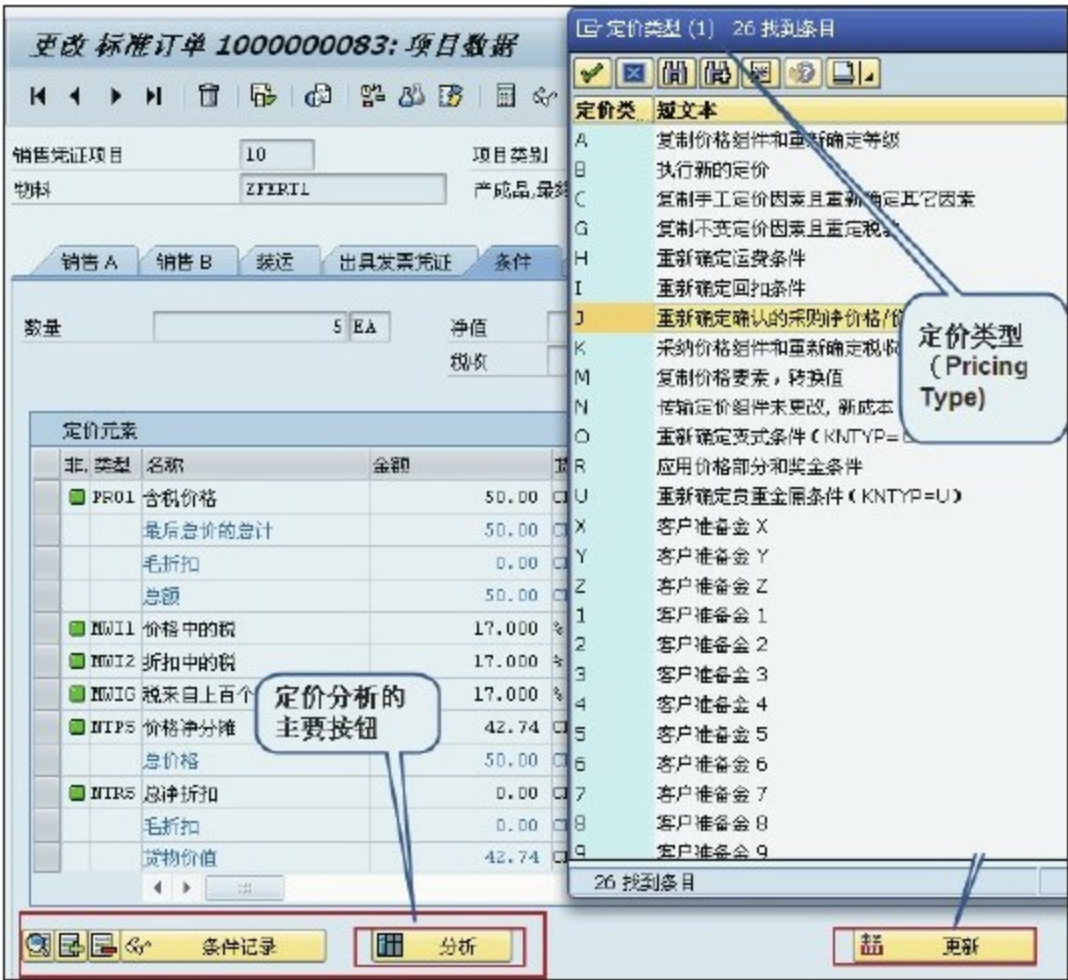 更改 标准订单 1000000083: 项目数据
销售凭证项目 10 项目类别
物料 ZFERT1 产成品,最终
销售 A 销售 B 装运 出具发票凭证 条件
数量 5 EA 净值
税收
定价元素
非. 类型 名称 金额
PR01 含税价格 50.00
最后总价的总计 50.00
毛折扣 0.00
总额 50.00
MWI1 价格中的税 17.000 %
MWI2 折扣中的税 17.000 %
MWIG 税来自上百个 17.000 %
NTPS 价格净分摊 42.74
总价格 50.00
NTRS 总净折扣 0.00
毛折扣 0.00
货物价值 42.74
条件记录 分析 更新
定价分析的
主要按钮
定价类型 (1) 26 找到条目
定价类 短文本
A 复制价格组件和重新确定等级
B 执行新的定价
C 复制手工定价因素且重新确定其它因素
G 复制不变定价因素且重定税款
H 重新确定运费条件
I 重新确定回扣条件
J 重新确定确认的采购净价格/价
K 采纳价格组件和重新确定税收
M 复制价格要素，转换值
N 传输定价组件未更改, 新成本
O 重新确定变式条件 ( KNTYP=
R 应用价格部分和奖金条件
U 重新确定贵重金属条件 ( KNTYP=U )
X 客户准备金 X
Y 客户准备金 Y
Z 客户准备金 Z
1 客户准备金 1
2 客户准备金 2
3 客户准备金 3
4 客户准备金 4
5 客户准备金 5
6 客户准备金 6
7 客户准备金 7
8 客户准备金 8
9 客户准备金 9
26 找到条目
定价类型
（Pricing
Type)